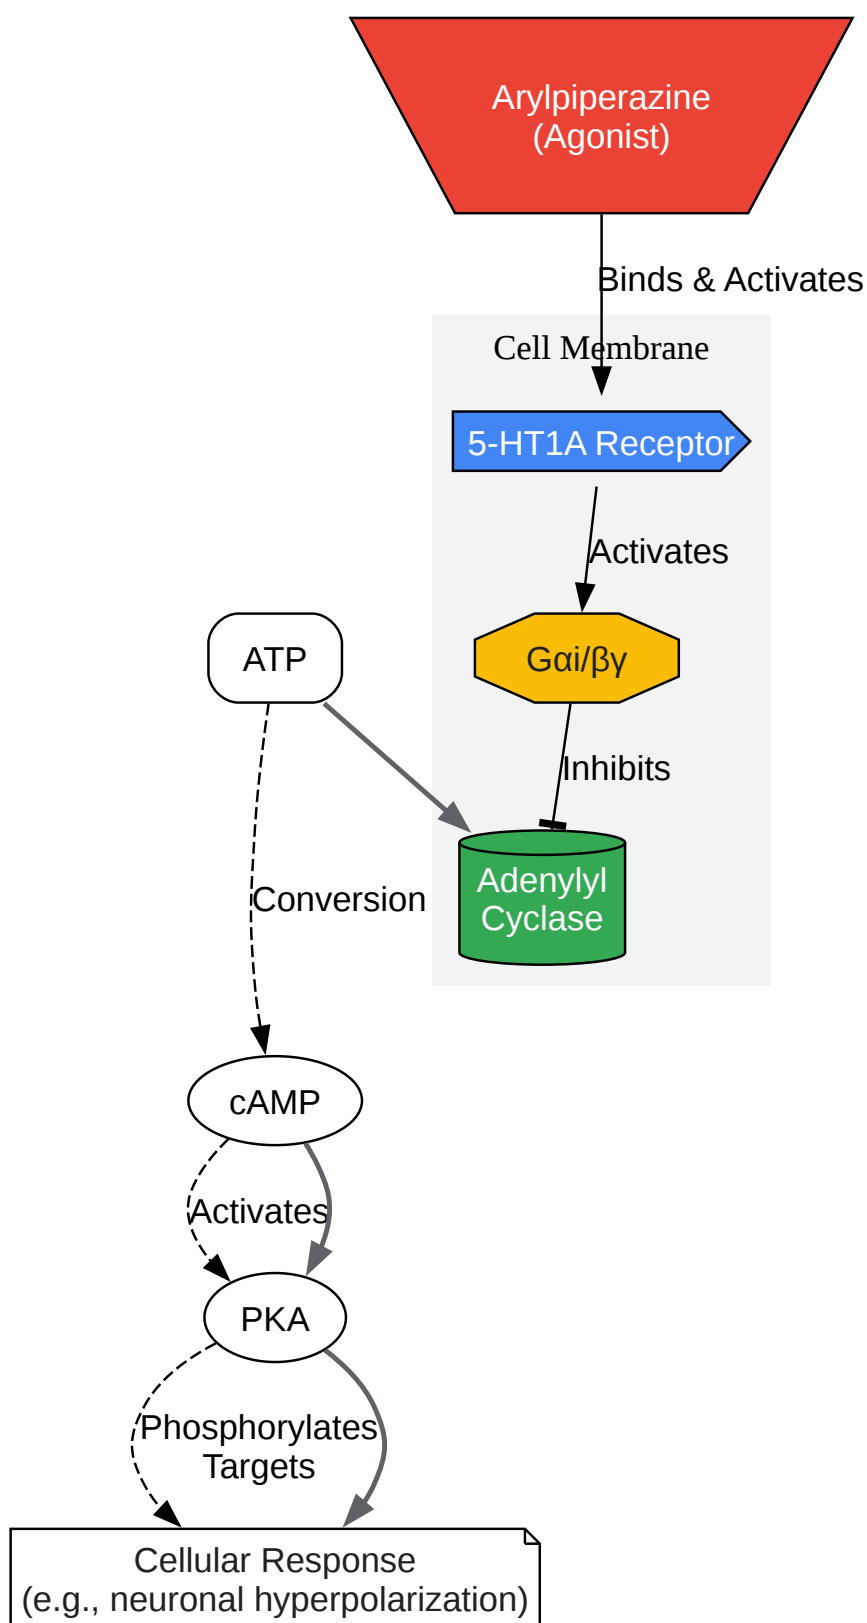 Arylpiperazine
(Agonist)
Binds & Activates
Cell Membrane
5-HT1A Receptor
Activates
ATP
Gαi/βγ
Inhibits
Adenylyl
Cyclase
Conversion
cAMP
Activates
PKA
Phosphorylates
Targets
Cellular Response
(e.g., neuronal hyperpolarization)